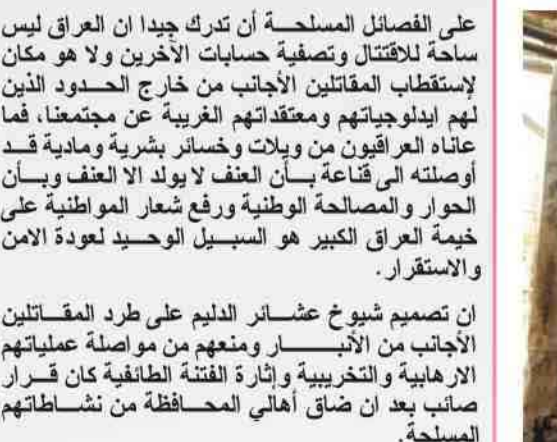 على الفصائل المسلحة أن تدرك جيدا ان العراق ليس
ساحة للاقتتال وتصفية حسابات الآخرين ولا هو مكان
لإستقطاب المقاتلين الأجانب من خارج الحدود الذين
لهم ايدلوجياتهم ومعتقداتهم الغريبة عن مجتمعنا، فما
عاناه العراقيون من ويلات وخسائر بشرية ومادية قد
أوصلته الى قناعة بأن العنف لا يولد الا العنف وبأن
الحوار والمصالحة الوطنية ورفع شعار المواطنية على
خيمة العراق الكبير هو السبيل الوحيد لعودة الامن
والاستقرار.
ان تصميم شيوخ عشائر الدليم على طرد المقاتلين
الأجانب من الأنبار ومنعهم من مواصلة عملياتهم
الارهابية والتخريبية وإثارة الفتنة الطائفية كان قرار
صائب بعد ان ضاق أهالي المحافظة من نشاطاتهم
المسلحة.